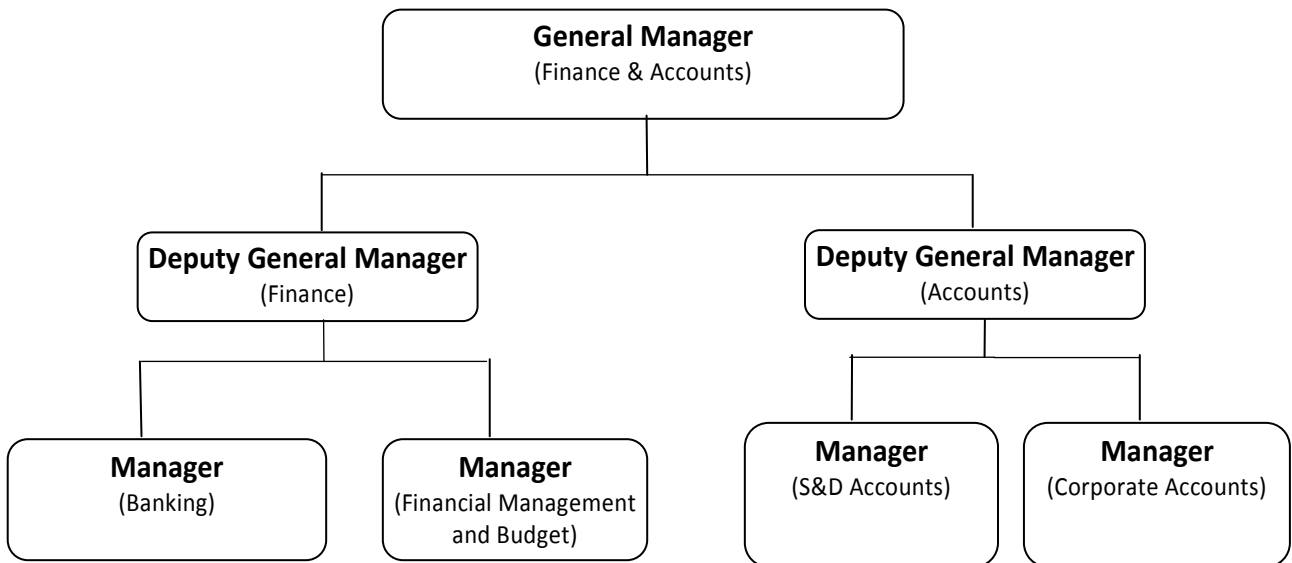 General Manager
(Finance & Accounts)
Deputy General Manager
(Finance)
Deputy General Manager
(Accounts)
Manager
(Banking)
Manager
(Financial Management
and Budget)
Manager
(S&D Accounts)
Manager
(Corporate Accounts)